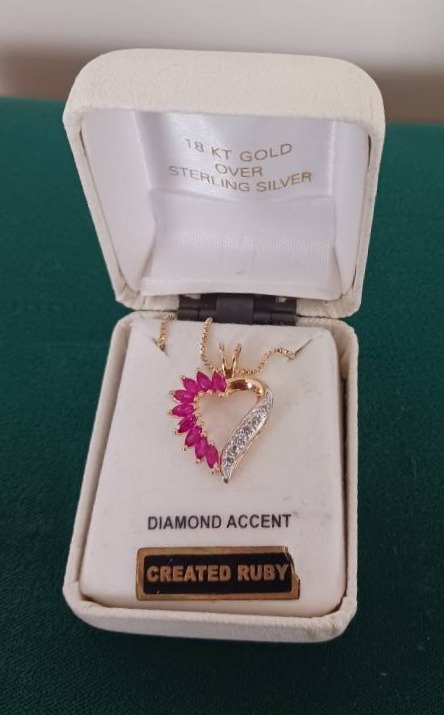 18 KT GOLD
OVER
STERLING SILVER
DIAMOND ACCENT
CREATED RUBY